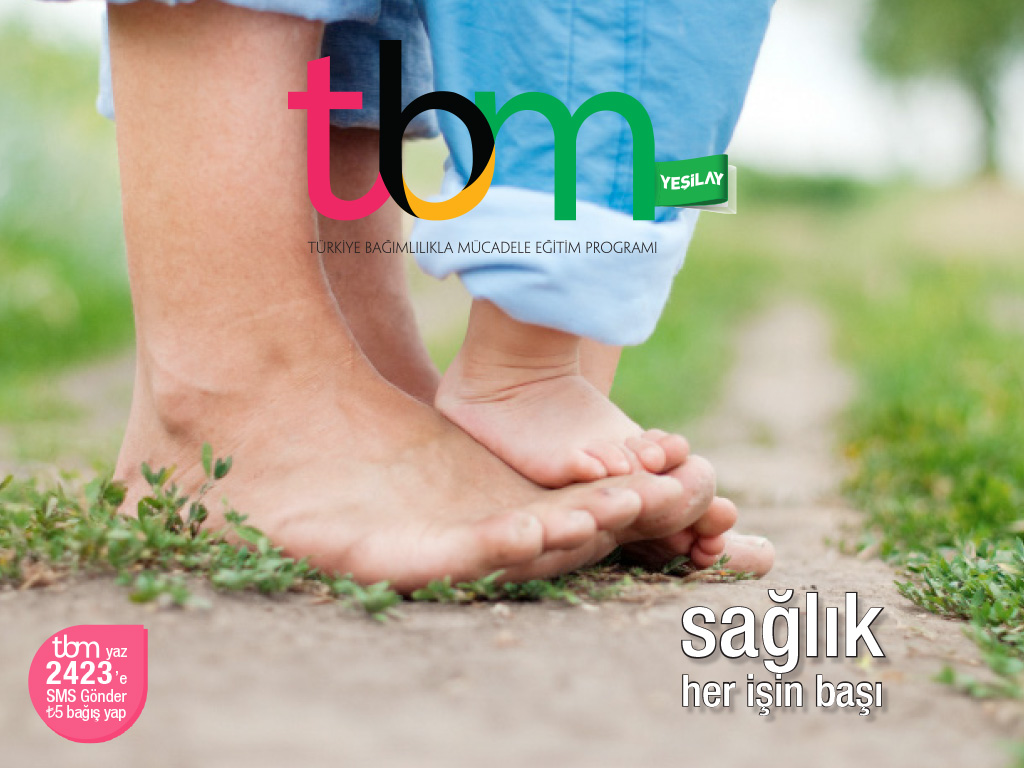 tbm
YEŞİLAY
TÜRKİYE BAĞIMLILIKLA MÜCADELE EĞİTİM PROGRAMI
sağlık
her işin başı
tbm yaz
2423'e
SMS Gönder
₺5 bağış yap